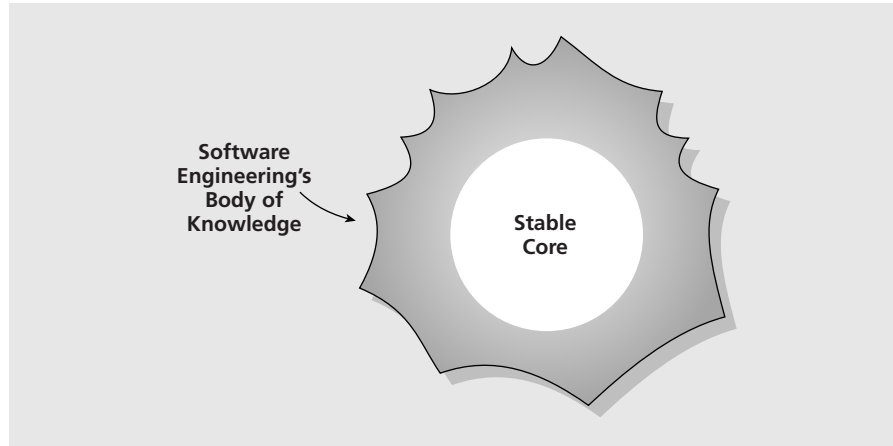 Software
Engineering's
Body of
Knowledge
Stable
Core